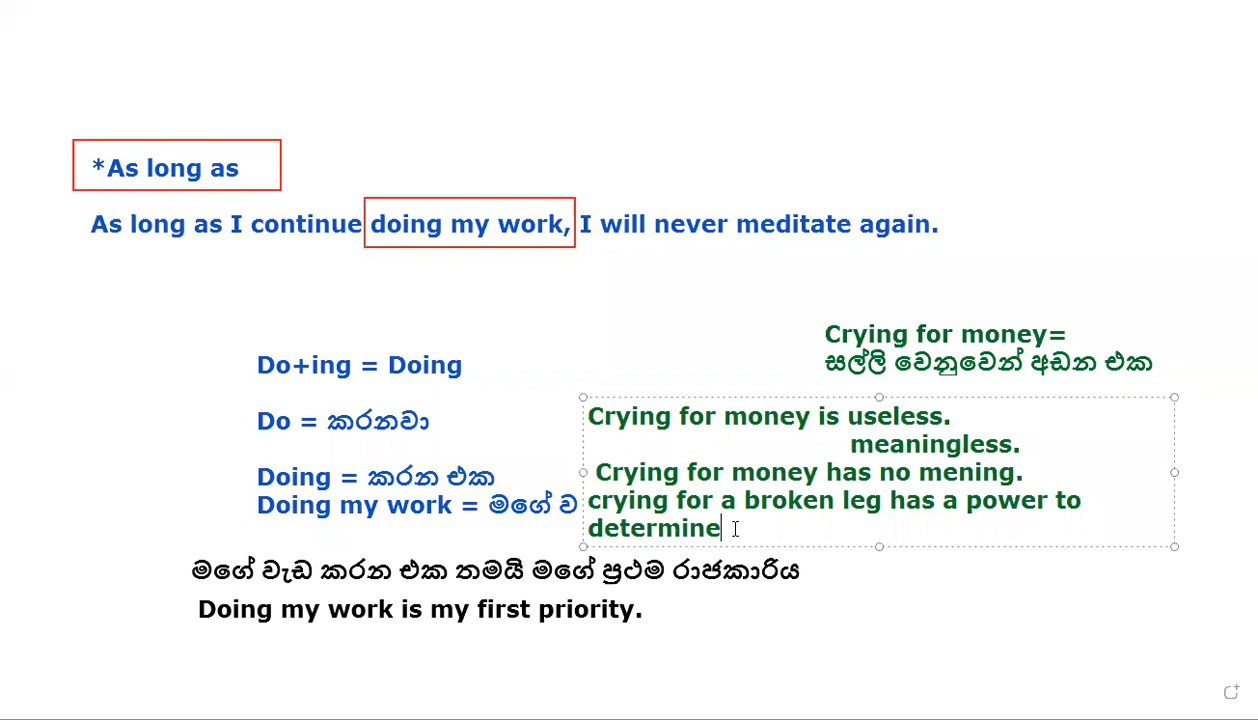 *As long as
As long as I continue doing my work, I will never meditate again.
Crying for money=
සල්ලි වෙනුවෙන් අඩන එක
Do+ing = Doing
Do = කරනවා
Doing = කරන එක
Doing my work = මගේ ව
Crying for money is useless.
meaningless.
Crying for money has no mening.
crying for a broken leg has a power to
determine
මගේ වැඩ කරන එක තමයි මගේ ප්‍රථම රාජකාරිය
Doing my work is my first priority.